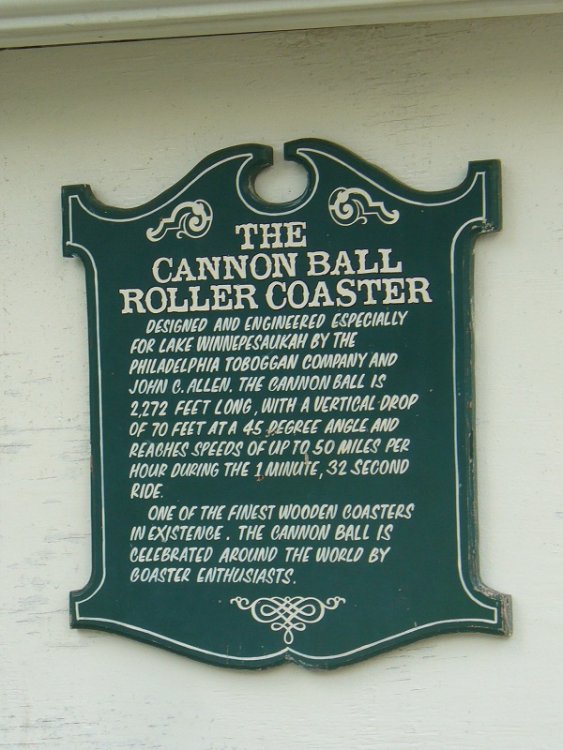 THE
CANNON BALL
ROLLER COASTER
DESIGNED AND ENGINEERED ESPECIALLY
FOR LAKE WINNEPESAUKAH BY THE
PHILADELPHIA TOBOGGAN COMPANY AND
JOHN C. ALLEN. THE CANNON BALL IS
2,272 FEET LONG, WITH A VERTICAL DROP
OF 70 FEET AT A 45 DEGREE ANGLE AND
REACHES SPEEDS OF UP TO 50 MILES PER
HOUR DURING THE 1 MINUTE, 32 SECOND
RIDE.
ONE OF THE FINEST WOODEN COASTERS
IN EXISTENCE. THE CANNON BALL IS
CELEBRATED AROUND THE WORLD BY
COASTER ENTHUSIASTS.